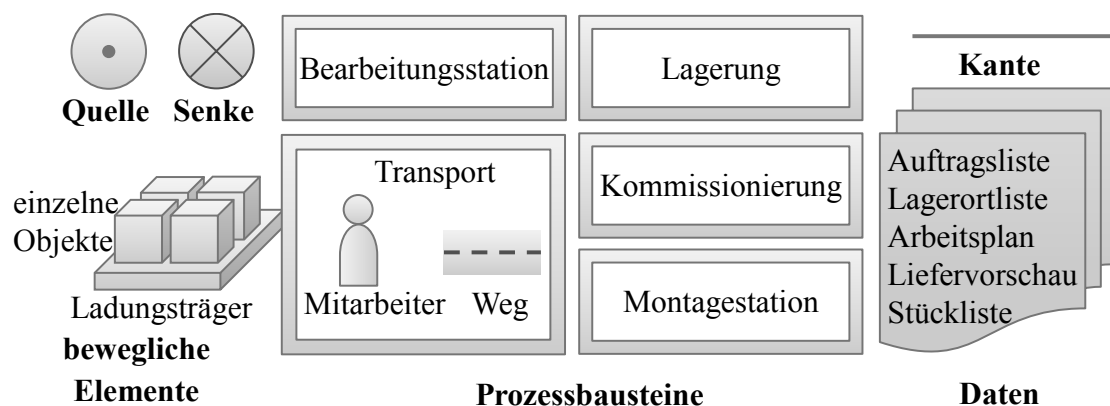 Quelle
Senke
einzelne
Objekte
Ladungsträger
bewegliche
Elemente
Bearbeitungsstation
Lagerung
Transport
Mitarbeiter
Weg
Kommissionierung
Montagestation
Prozessbausteine
Kante
Auftragsliste
Lagerortliste
Arbeitsplan
Liefervorschau
Stückliste
Daten